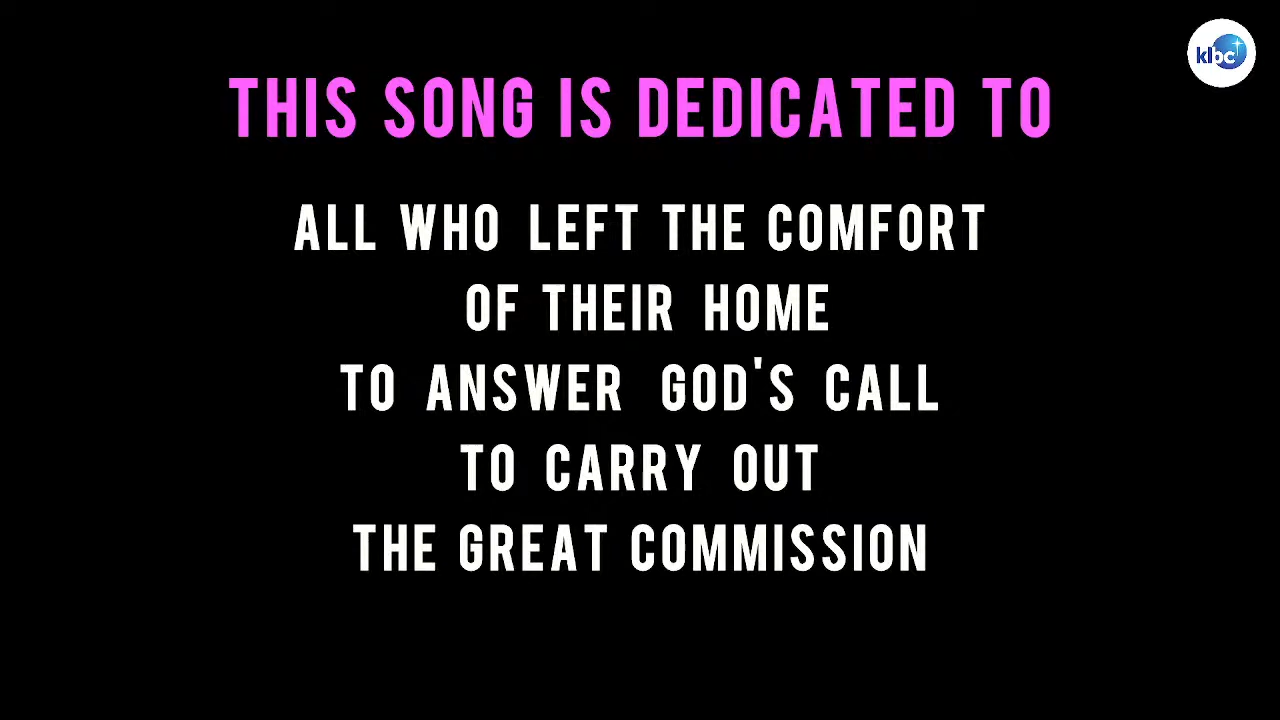 klbc
THIS SONG IS DEDICATED TO
ALL WHO LEFT THE COMFORT
OF THEIR HOME
TO ANSWER GOD'S CALL
TO CARRY OUT
THE GREAT COMMISSION